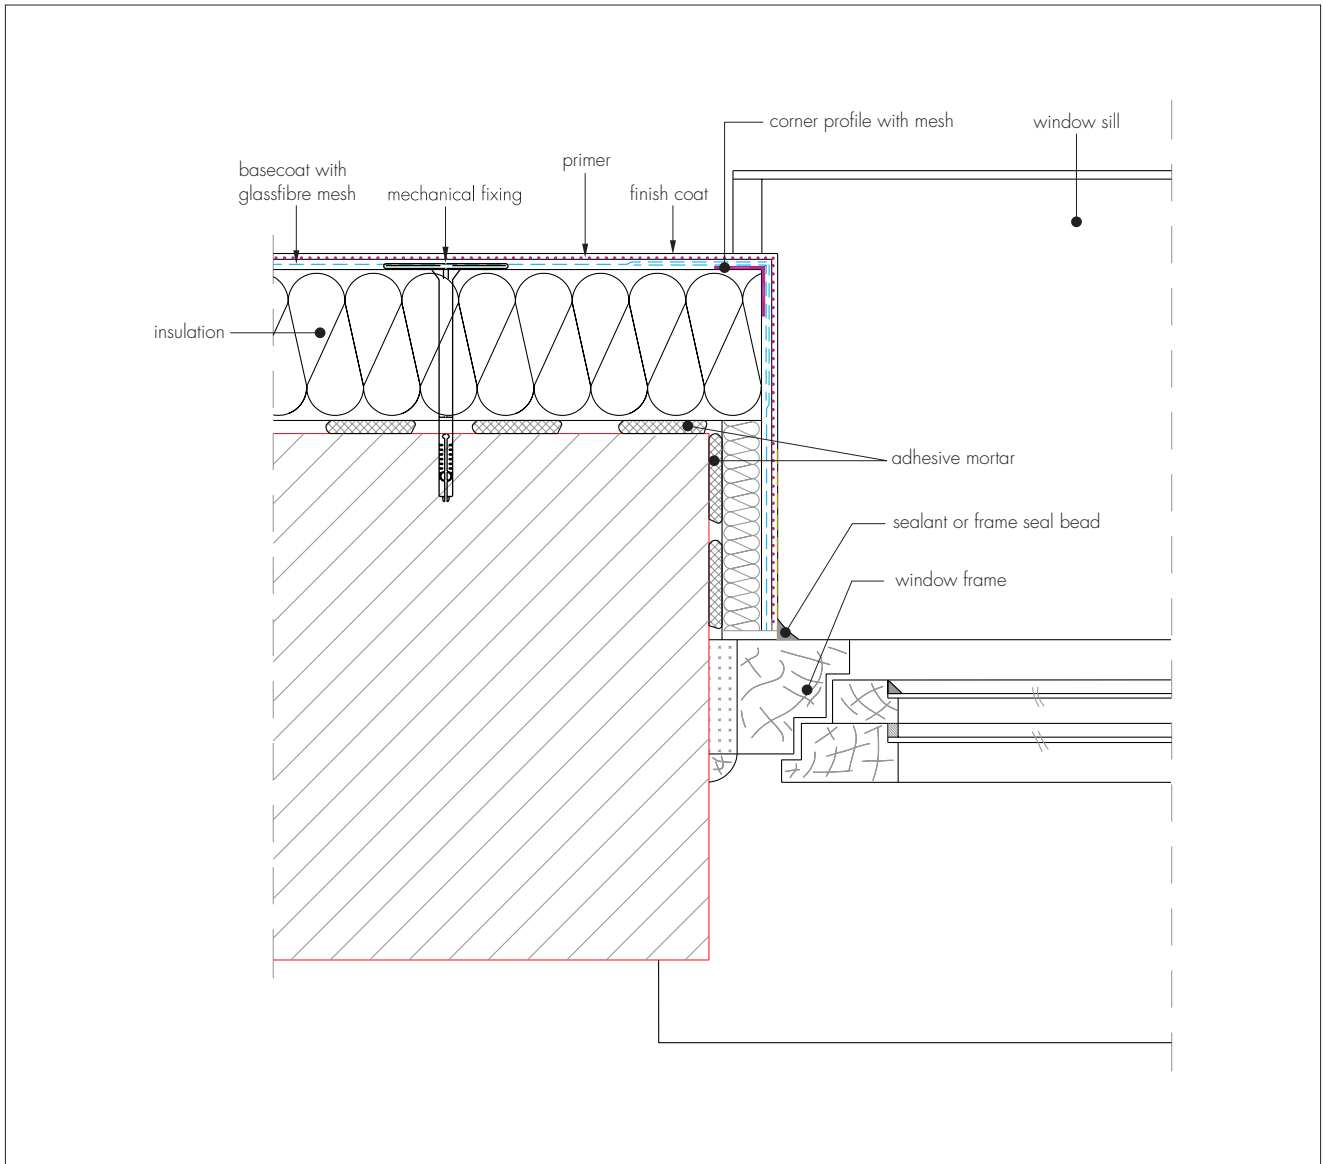 corner profile with mesh
window sill
primer
basecoat with
glassfibre mesh
mechanical fixing
finish coat
insulation
adhesive mortar
sealant or frame seal bead
window frame